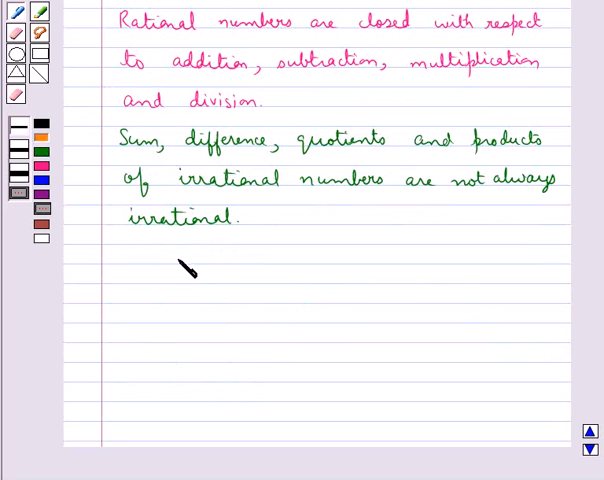 Rational numbers are closed with respect
to addition, subtraction, multiplication
and division.
Sum, difference, quotients and products
of irrational numbers are not always
irrational.